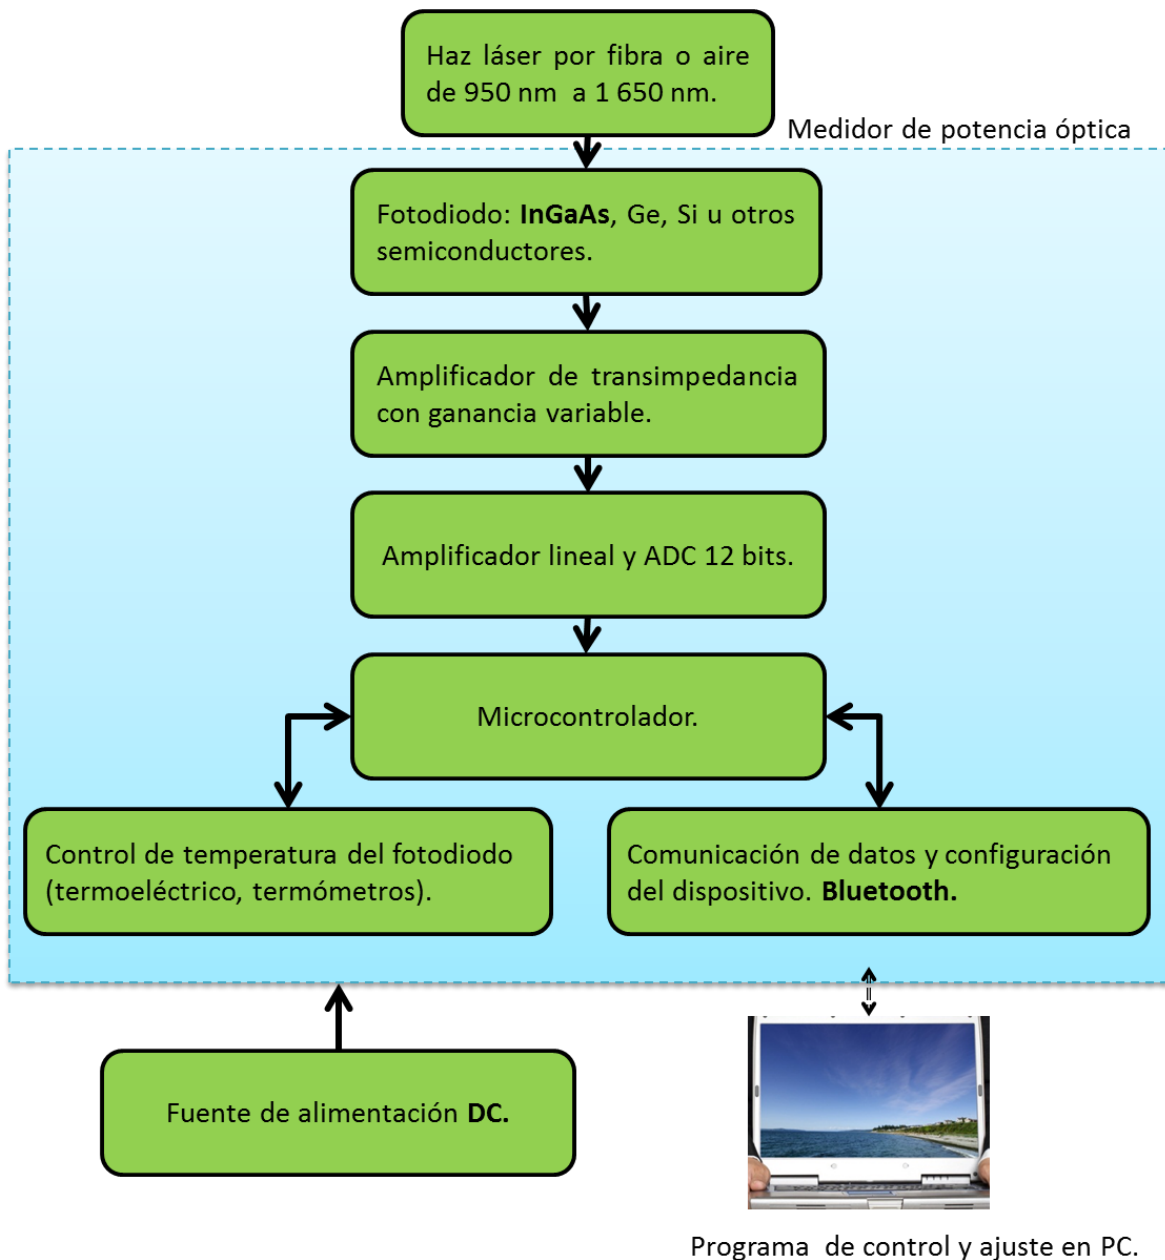 Haz láser por fibra o aire
de 950 nm a 1 650 nm.
Medidor de potencia óptica
Fotodiodo: InGaAs, Ge, Si u otros
semiconductores.
Amplificador de transimpedancia
con ganancia variable.
Amplificador lineal y ADC 12 bits.
Microcontrolador.
Control de temperatura del fotodiodo
(termoeléctrico, termómetros).
Comunicación de datos y configuración
del dispositivo. Bluetooth.
Fuente de alimentación DC.
Programa de control y ajuste en PC.